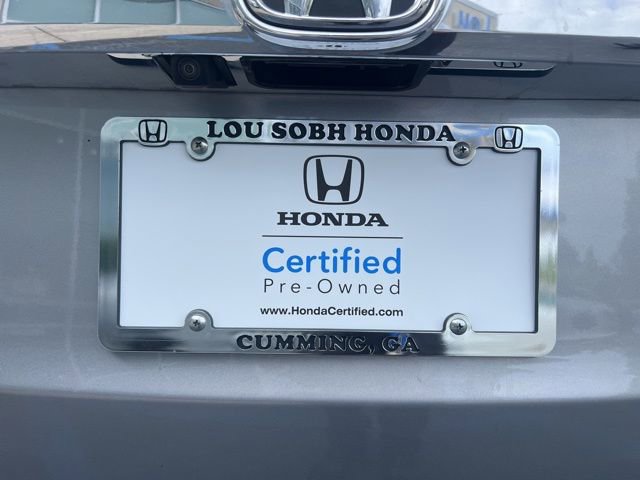 LOU SOBH HONDA
HONDA
Certified
Pre-Owned
www.HondaCertified.com
CUMMING, GA